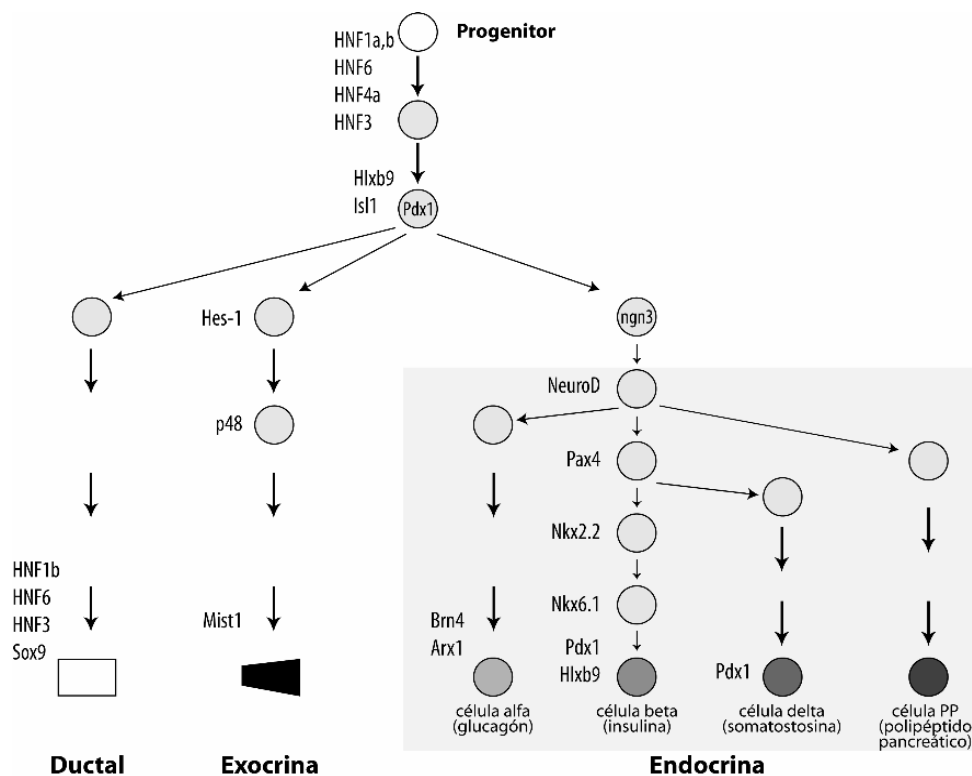 Progenitor
HNF1a,b
HNF6
HNF4a
HNF3
Hlxb9
Isl1
Pdx1
Hes-1
ngn3
NeuroD
p48
Pax4
Nkx2.2
HNF1b
HNF6
HNF3
Sox9
Mist1
Brn4
Arx1
Nkx6.1
Pdx1
Hlxb9
Pdx1
célula alfa
(glucagón)
célula beta
(insulina)
célula delta
(somatostosina)
célula PP
(polipéptido
pancreático)
Ductal
Exocrina
Endocrina